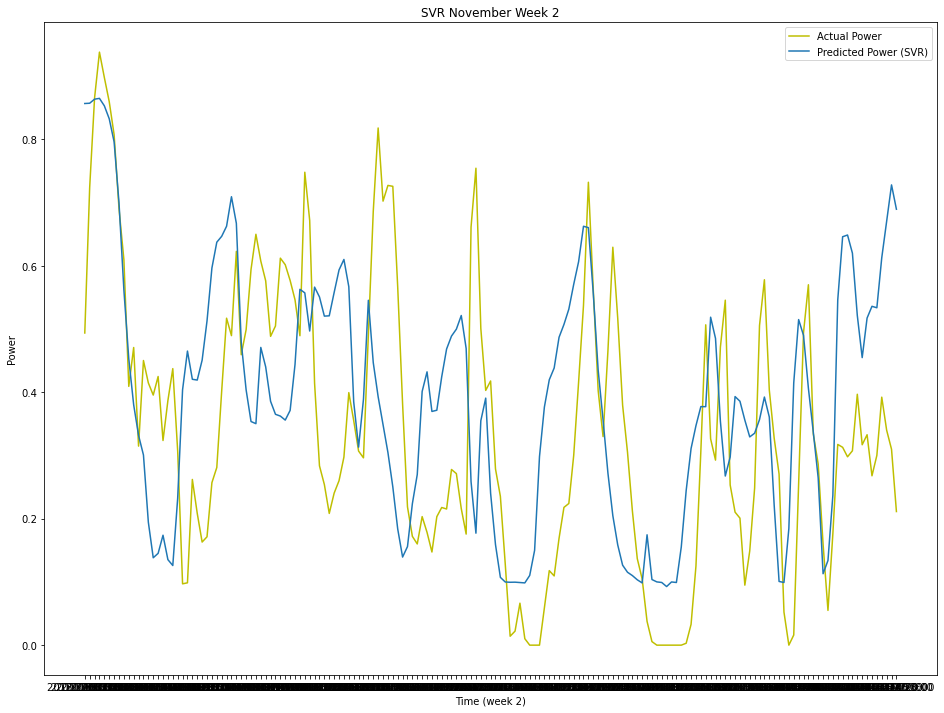 SVR November Week 2
Actual Power
Predicted Power (SVR)
0.8
0.6
0.4
0.2
0.0
Power
Time (week 2)